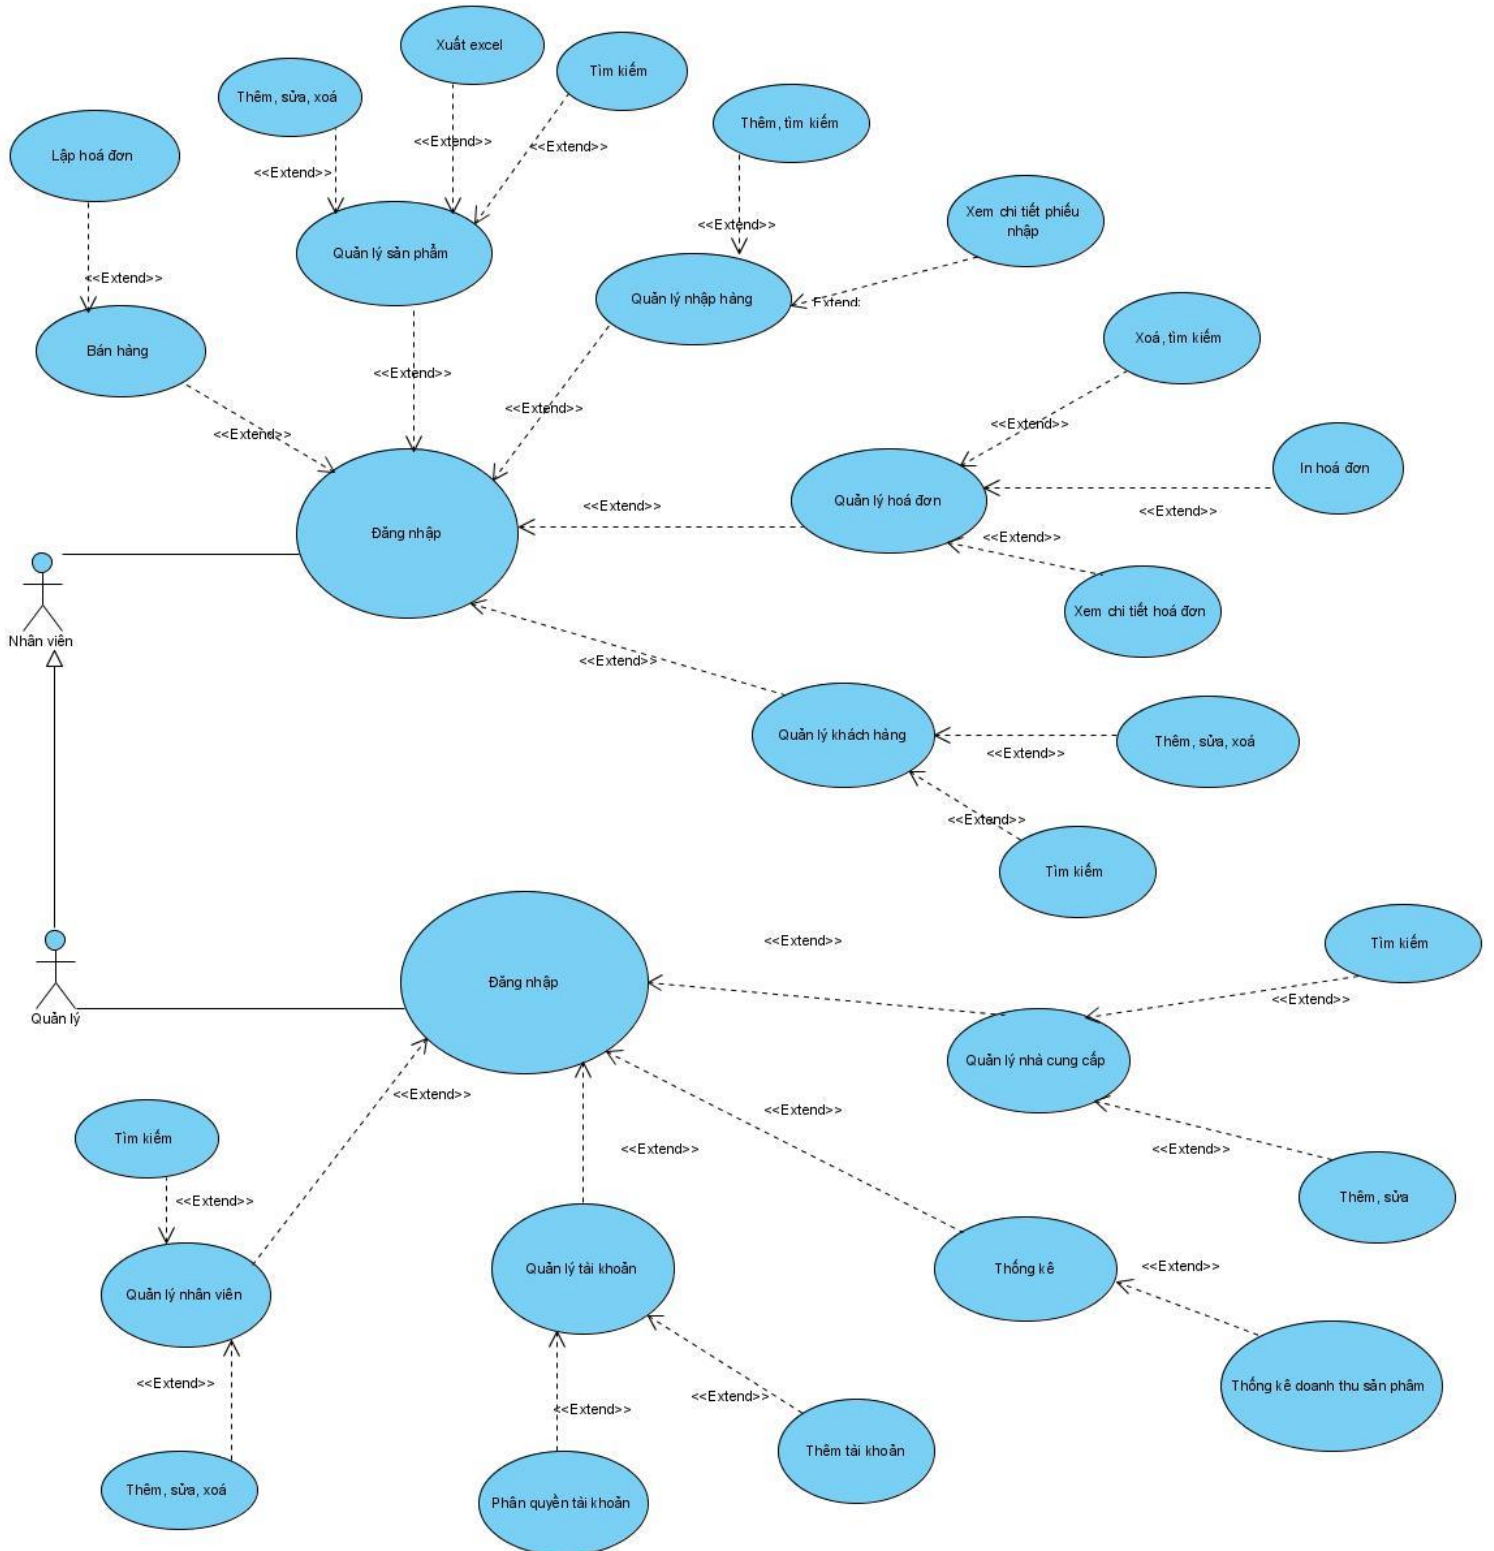 Xuất excel
Tìm kiếm
Thêm, sửa, xoá
Thêm, tìm kiếm
<<Extend>>
<<Extend>>
Lập hoá đơn
<<Extend>>
<<Extend>>
Xem chi tiết phiếu
nhập
<<Extend>>
Quản lý sản phẩm
<<Extend>>
Quản lý nhập hàng
Extend:
Xoá, tìm kiếm
Bán hàng
<<Extend>>
<<Extend>>
<<Extend>>
<<Extend>>
In hoá đơn
Quản lý hoá đơn
<<Extend>>
<<Extend>>
Đăng nhập
<<Extend>>
Xem chi tiết hoá đơn
Nhân viên
<<Extend>>
Quản lý khách hàng
Thêm, sửa, xoá
<<Extend>>
<<Extend>>
Tìm kiếm
<<Extend>>
Tìm kiếm
Đăng nhập
<<Extend>>
Quản lý
Quản lý nhà cung cấp
<<Extend>>
<<Extend>>
Tìm kiếm
<<Extend>>
<<Extend>>
<<Extend>>
Thêm, sửa
Quản lý tài khoản
Thống kê
<<Extend>>
Quản lý nhân viên
<<Extend>>
Thống kê doanh thu sản phâm
<<Extend>>
<<Extend>>
Thêm tài khoản
Thêm, sửa, xoá
Phân quyền tài khoản